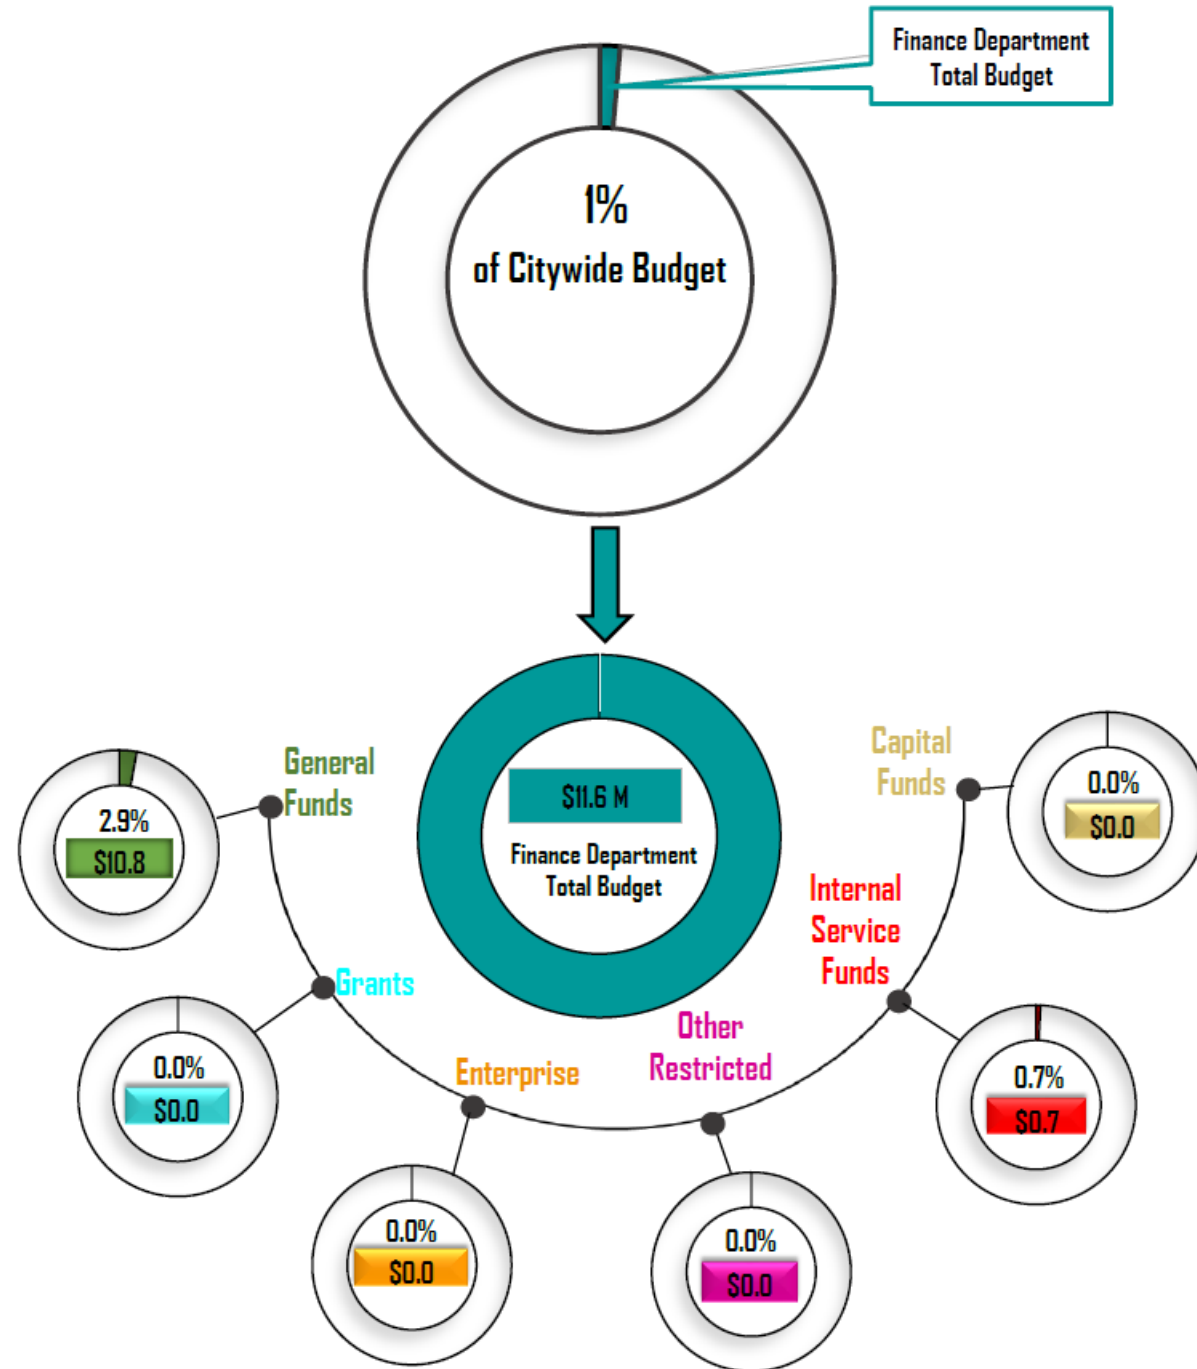 Finance Department
Total Budget
1%
of Citywide Budget
$11.6 M
Finance Department
Total Budget
General
Funds
2.9%
$10.8
Grants
0.0%
$0.0
Enterprise
0.0%
$0.0
Other
Restricted
0.0%
$0.0
Internal
Service
Funds
0.7%
$0.7
Capital
Funds
0.0%
$0.0